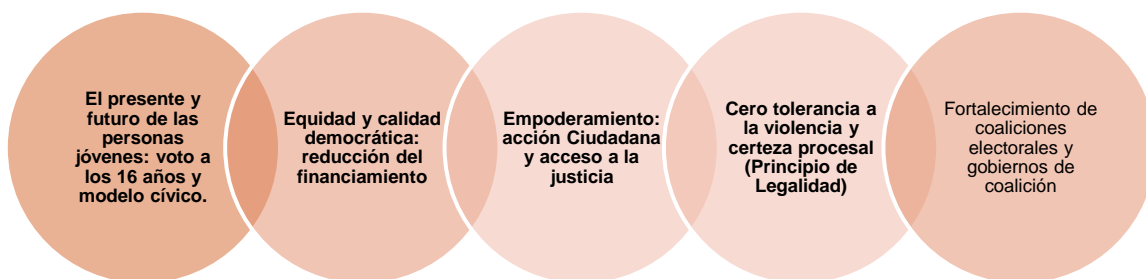 El presente y
futuro de las
personas
jóvenes: voto a
los 16 años y
modelo cívico.
Equidad y calidad
democrática:
reducción del
financiamiento
Empoderamiento:
acción Ciudadana
y acceso a la
justicia
Cero tolerancia a
la violencia y
certeza procesal
(Principio de
Legalidad)
Fortalecimiento de
coaliciones
electorales y
gobiernos de
coalición